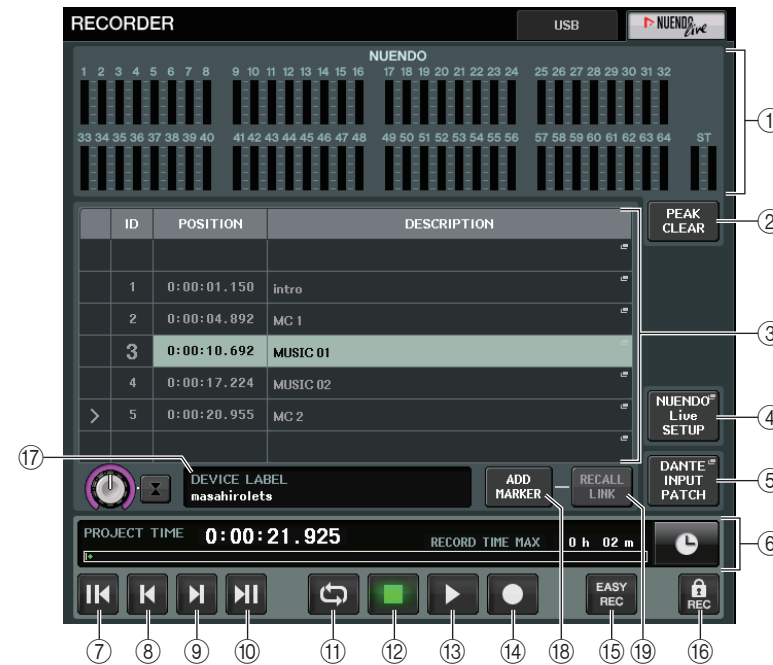 RECORDER
USB
NUENDO live
NUENDO
1 2 3 4 5 6 7 8 9 10 11 12 13 14 15 16 17 18 19 20 21 22 23 24 25 26 27 28 29 30 31 32
①
33 34 35 36 37 38 39 40 41 42 43 44 45 46 47 48 49 50 51 52 53 54 55 56 57 58 59 60 61 62 63 64 ST
PEAK
CLEAR
②
ID POSITION DESCRIPTION
1 0:00:01.150 intro
2 0:00:04.892 MC 1
3 0:00:10.692 MUSIC 01
③
4 0:00:17.224 MUSIC 02
> 5 0:00:20.955 MC 2
NUENDO
Live
SETUP
④
⑰
DEVICE LABEL
masahirolets
ADD
MARKER
RECALL
LINK
DANTE
INPUT
PATCH
⑤
PROJECT TIME 0:00:21.925 RECORD TIME MAX 0 h 02 m
⑥
EASY
REC
REC
⑦ ⑧ ⑨ ⑩ ⑪ ⑫ ⑬ ⑭ ⑱ ⑮ ⑲ ⑯